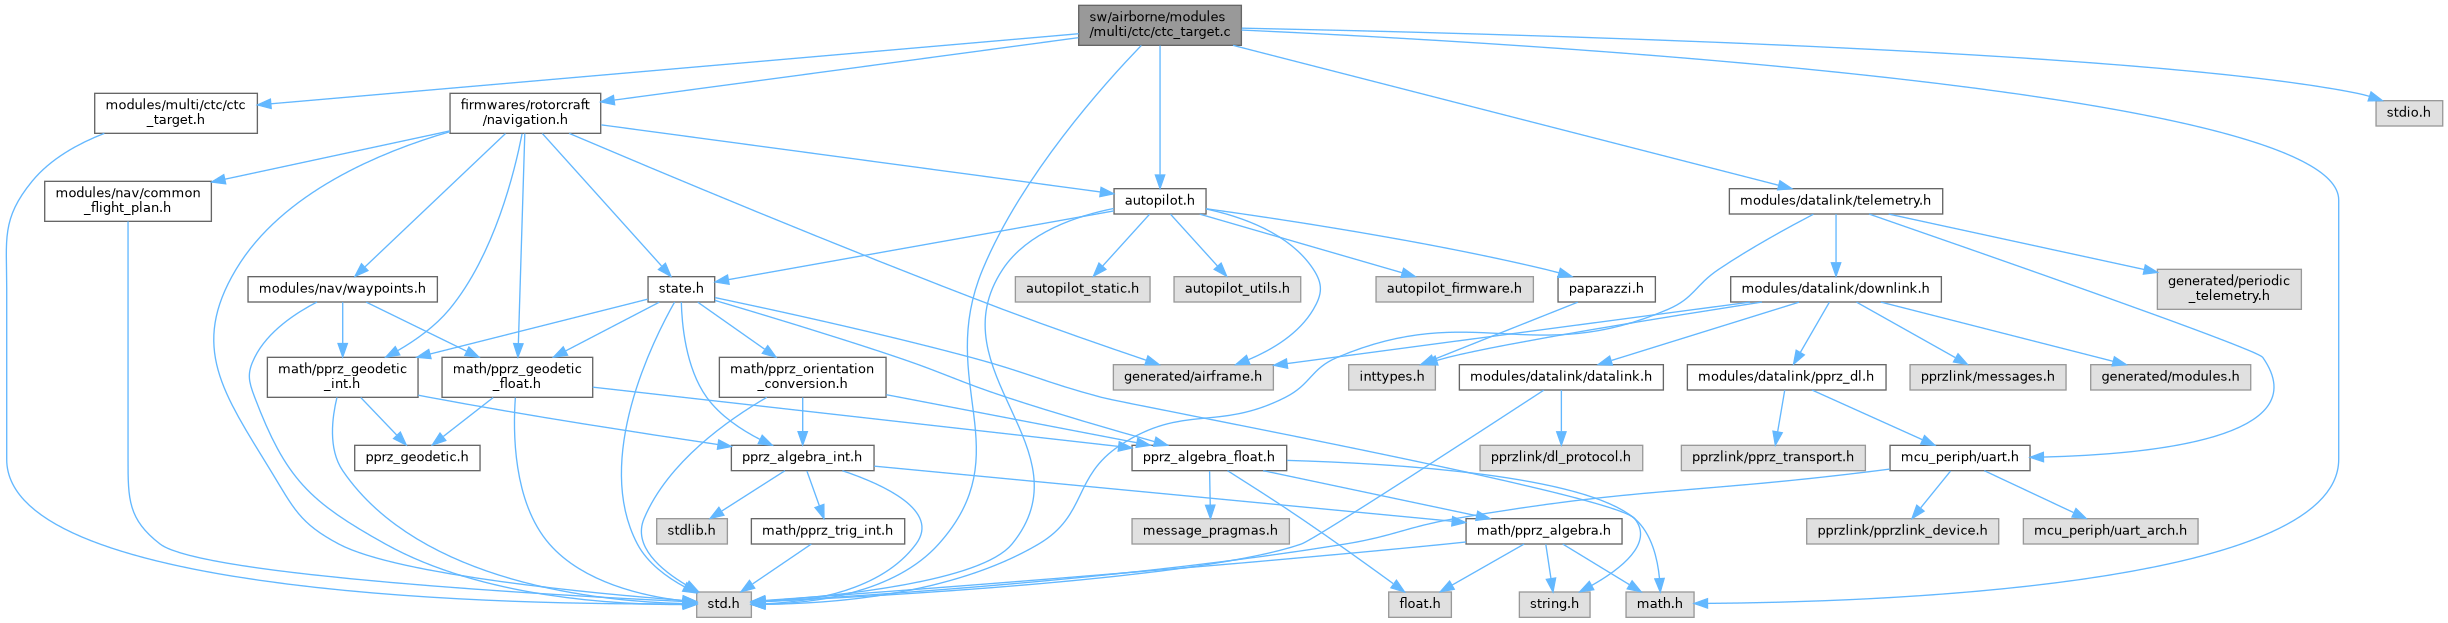 sw/airborne/modules
/multi/ctc/ctc_target.c
modules/multi/ctc/ctc
_target.h
firmwares/rotorcraft
/navigation.h
stdio.h
modules/nav/common
_flight_plan.h
autopilot.h
modules/datalink/telemetry.h
modules/nav/waypoints.h
state.h
autopilot_static.h
autopilot_utils.h
autopilot_firmware.h
paparazzi.h
modules/datalink/downlink.h
generated/periodic
_telemetry.h
math/pprz_geodetic
_int.h
math/pprz_geodetic
_float.h
math/pprz_orientation
_conversion.h
generated/airframe.h
inttypes.h
modules/datalink/datalink.h
modules/datalink/pprz_dl.h
pprzlink/messages.h
generated/modules.h
pprz_geodetic.h
pprz_algebra_int.h
pprz_algebra_float.h
pprzlink/dl_protocol.h
pprzlink/pprz_transport.h
mcu_periph/uart.h
stdlib.h
math/pprz_trig_int.h
message_pragmas.h
math/pprz_algebra.h
pprzlink/pprzlink_device.h
mcu_periph/uart_arch.h
std.h
float.h
string.h
math.h